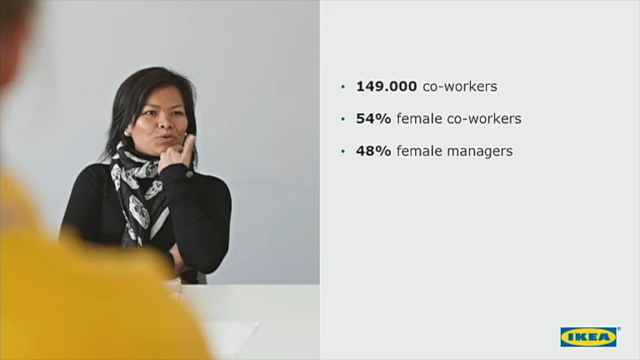 • 149.000 co-workers
• 54% female co-workers
• 48% female managers
IKEA®